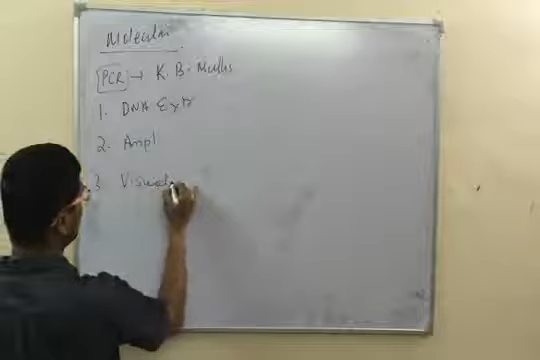 Molecular
PCR → K.B. Mullis
1. DNA Extr
2. Ampl
3. Visual